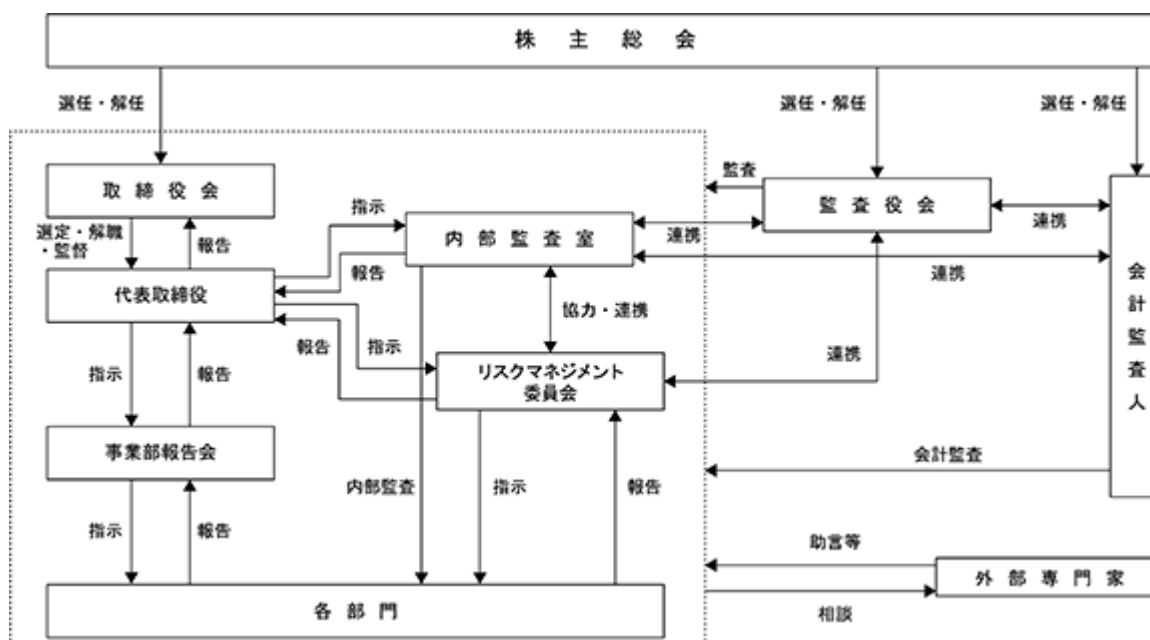 株主総会
選任・解任
選任・解任
選任・解任
取締役会
監査
監査役会
指示
選定・解職
・監督
報告
内部監査室
連携
連携
報告
連携
代表取締役
会計監査人
協力・連携
指示
報告
報告
指示
連携
リスクマネジメント
委員会
事業部報告会
会計監査
指示
報告
内部監査
指示
報告
助言等
外部専門家
各部門
相談